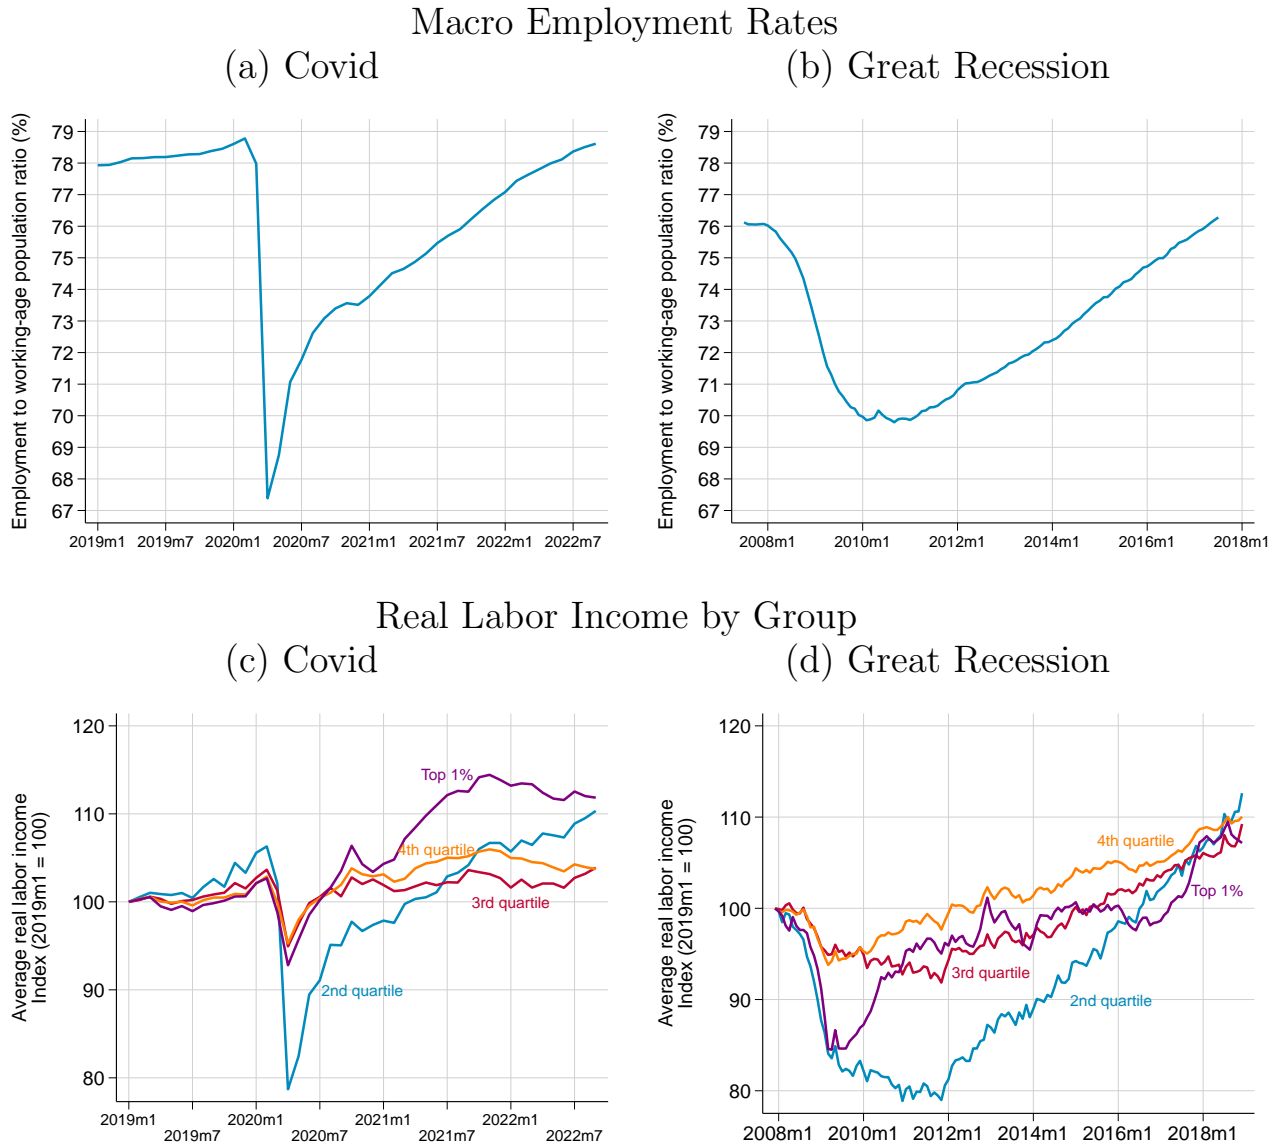 Macro Employment Rates
(a) Covid
(b) Great Recession
Employment to working-age population ratio (%)
79
78
77
76
75
74
73
72
71
70
69
68
67
2019m1 2019m7 2020m1 2020m7 2021m1 2021m7 2022m1 2022m7
Employment to working-age population ratio (%)
79
78
77
76
75
74
73
72
71
70
69
68
67
2008m1 2010m1 2012m1 2014m1 2016m1 2018m1
Real Labor Income by Group
(c) Covid
(d) Great Recession
Average real labor income
Index (2019m1 = 100)
120
110
100
90
80
Top 1%
4th quartile
3rd quartile
2nd quartile
2019m1 2020m1 2021m1 2022m1
2019m7 2020m7 2021m7 2022m7
Average real labor income
Index (2019m1 = 100)
120
110
100
90
80
4th quartile
Top 1%
3rd quartile
2nd quartile
2008m1 2010m1 2012m1 2014m1 2016m1 2018m1